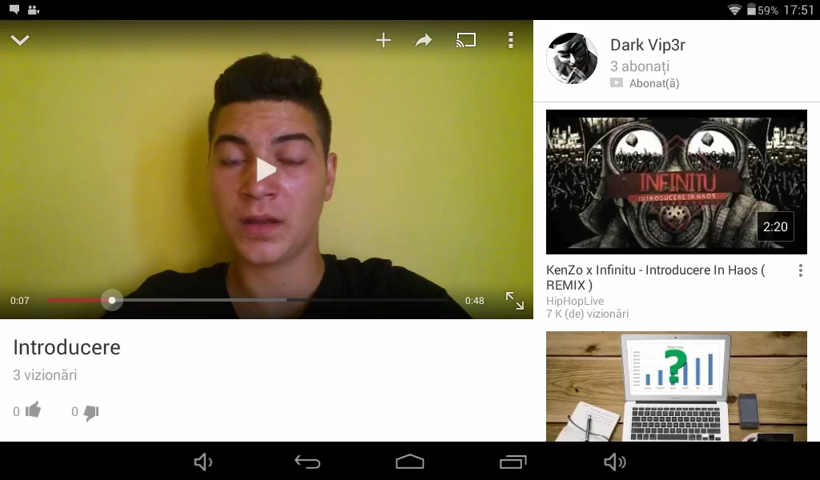 59% 17:51
0:07
0:48
Introducere
3 vizionări
0
0
Dark Vip3r
3 abonați
Abonat(ă)
INFINITU
INTRODUCERE IN HAOS
2:20
KenZo x Infinitu - Introducere In Haos (
REMIX )
HipHopLive
7 K (de) vizionări
?